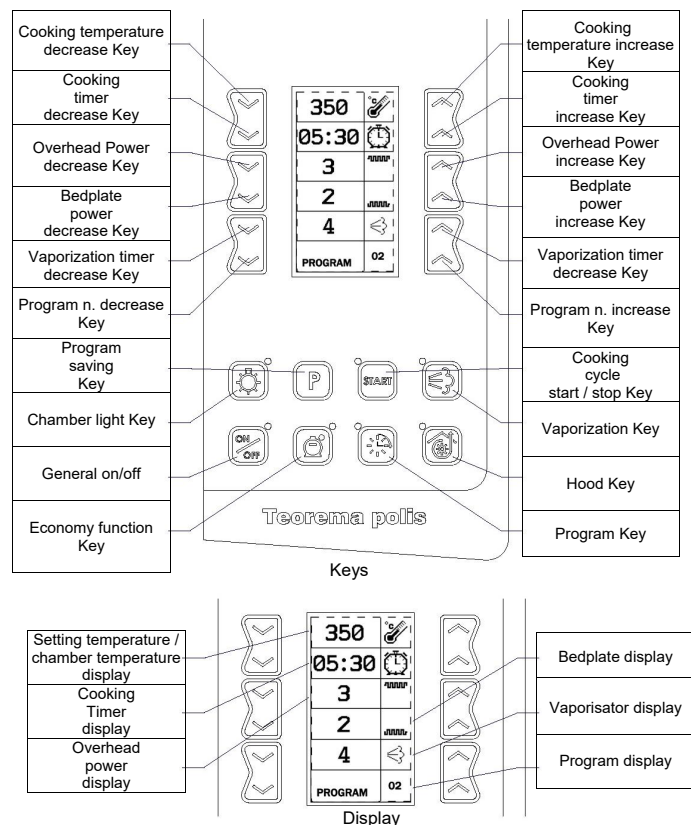 Cooking temperature
decrease Key
Cooking
timer
decrease Key
Overhead Power
decrease Key
Bedplate
power
decrease Key
Vaporization timer
decrease Key
Program n. decrease
Key
Program
saving
Key
Chamber light Key
General on/off
Economy function
Key
350
°c
05:30
3
2
4
PROGRAM
02
P
START
ON
OFF
Teorema polis
Cooking
temperature increase
Key
Cooking
timer
increase Key
Overhead Power
increase Key
Bedplate
power
increase Key
Vaporization timer
decrease Key
Program n. increase
Key
Cooking
cycle
start / stop Key
Vaporization Key
Hood Key
Program Key
Keys
Setting temperature /
chamber temperature
display
Cooking
Timer
display
Overhead
power
display
350
°c
05:30
3
2
4
PROGRAM
02
Bedplate display
Vaporisator display
Program display
Display